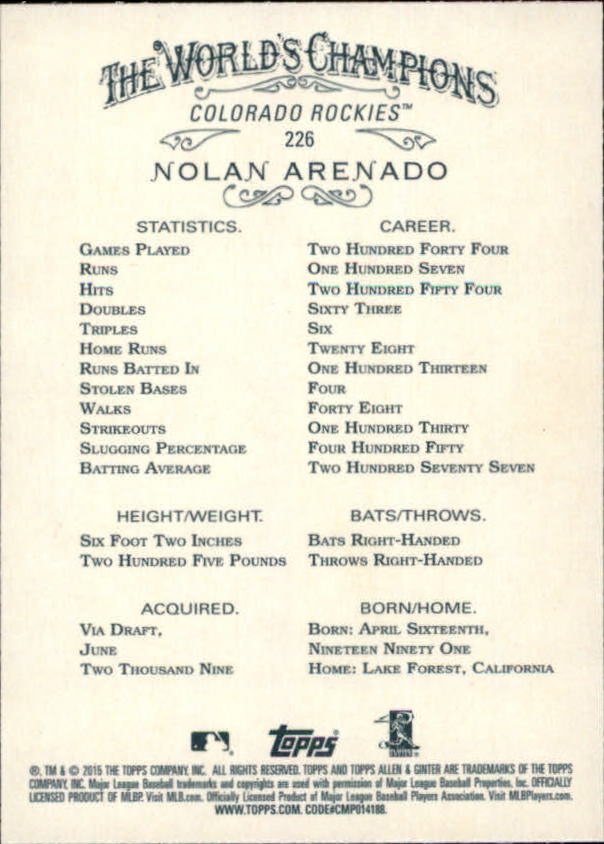 THE WORLD'S CHAMPIONS
COLORADO ROCKIES™
226
NOLAN ARENADO
STATISTICS. CAREER.
GAMES PLAYED TWO HUNDRED FORTY FOUR
RUNS ONE HUNDRED SEVEN
HITS TWO HUNDRED FIFTY FOUR
DOUBLES SIXTY THREE
TRIPLES SIX
HOME RUNS TWENTY EIGHT
RUNS BATTED IN ONE HUNDRED THIRTEEN
STOLEN BASES FOUR
WALKS FORTY EIGHT
STRIKEOUTS ONE HUNDRED THIRTY
SLUGGING PERCENTAGE FOUR HUNDRED FIFTY
BATTING AVERAGE TWO HUNDRED SEVENTY SEVEN
HEIGHT/WEIGHT. BATS/THROWS.
SIX FOOT TWO INCHES BATS RIGHT-HANDED
TWO HUNDRED FIVE POUNDS THROWS RIGHT-HANDED
ACQUIRED. BORN/HOME.
VIA DRAFT, BORN: APRIL SIXTEENTH,
JUNE NINETEEN NINETY ONE
TWO THOUSAND NINE HOME: LAKE FOREST, CALIFORNIA
TOPPS
®, TM & © 2015 THE TOPPS COMPANY, INC. ALL RIGHTS RESERVED. TOPPS AND TOPPS ALLEN & GINTER ARE TRADEMARKS OF THE TOPPS
COMPANY, INC. Major League Baseball trademarks and copyrights are used with permission of Major League Baseball Properties, Inc. OFFICIALLY
LICENSED PRODUCT OF MLBP. Visit MLB.com. Officially Licensed Product of Major League Baseball Players Association. Visit MLBPlayers.com.
WWW.TOPPS.COM. CODE#CMP014188.